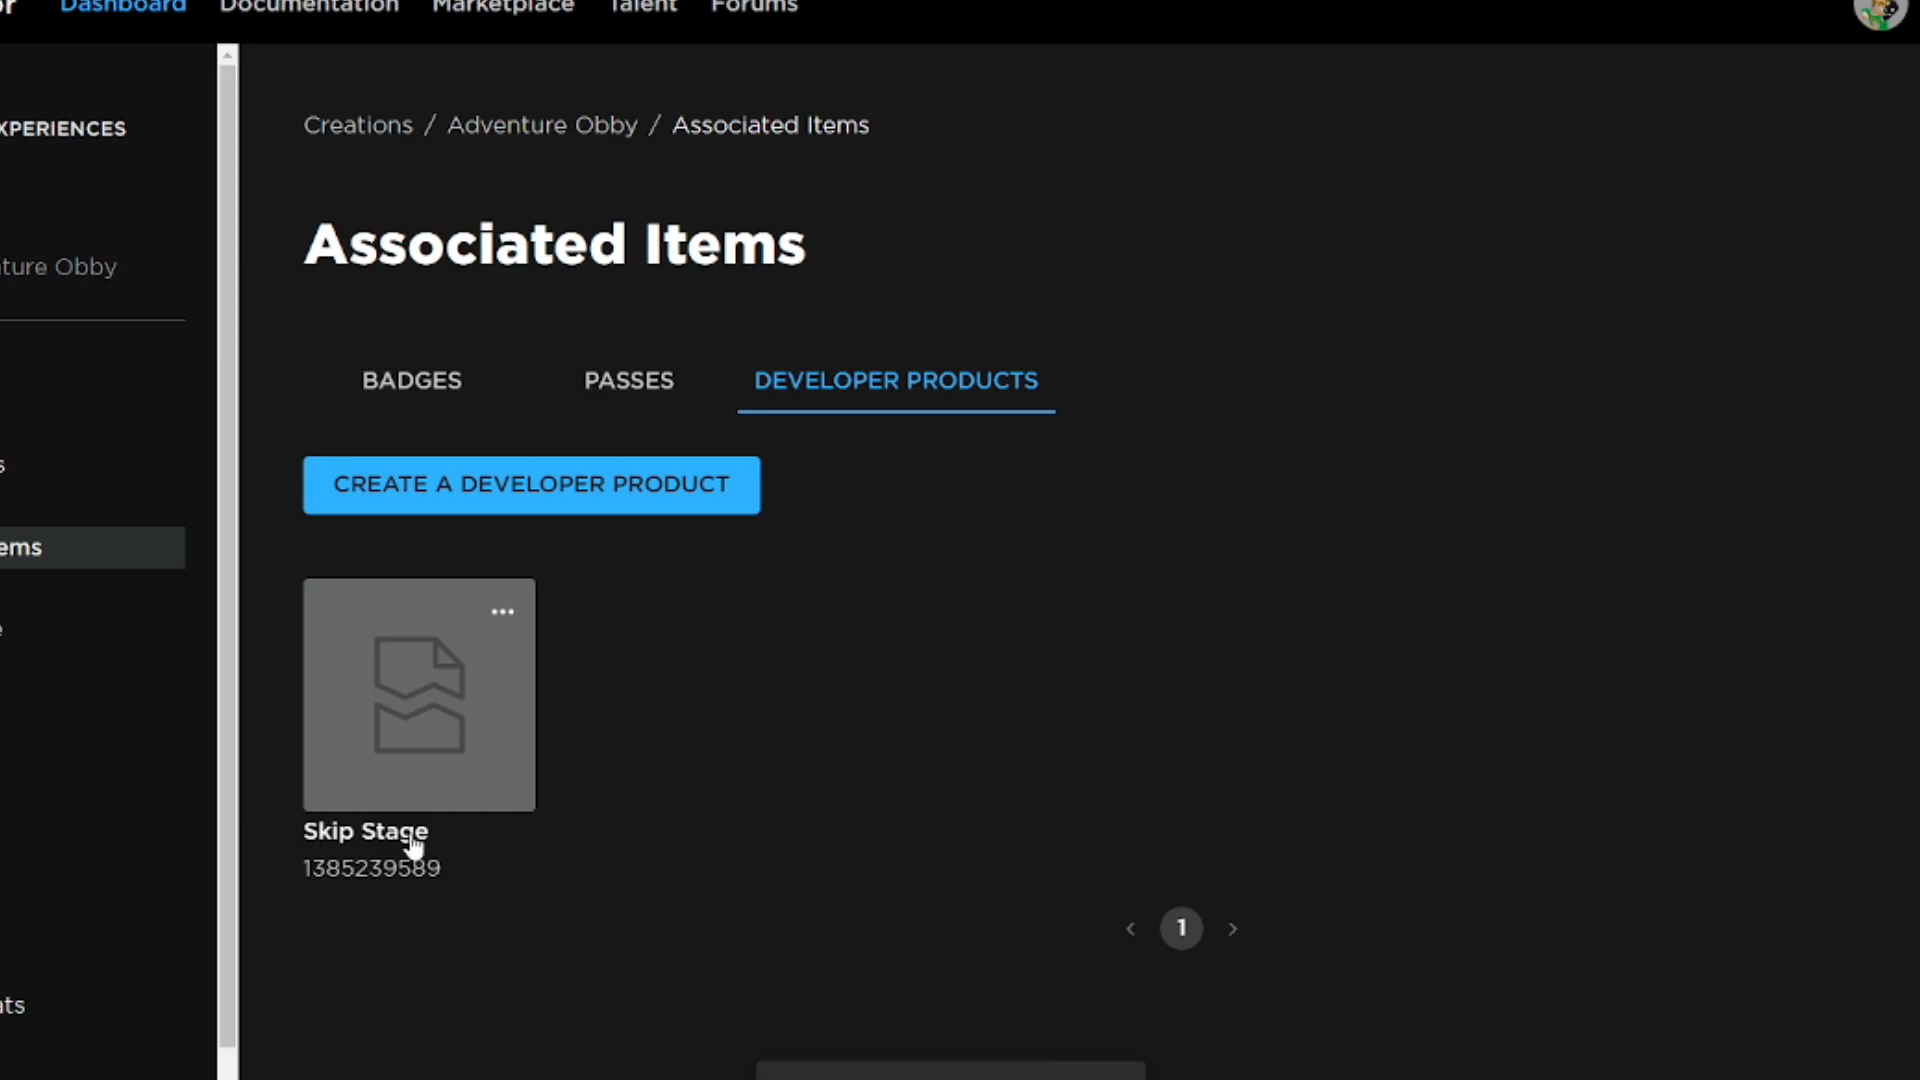 Dashboard Documentation Marketplace Talent Forums
XPERIENCES
ture Obby
ems
Creations / Adventure Obby / Associated Items
Associated Items
BADGES PASSES DEVELOPER PRODUCTS
CREATE A DEVELOPER PRODUCT
Skip Stage
1385239589
1